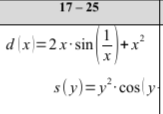 17 – 25
d(x)=2x·sin(1/x)+x²
s(y)=y²·cos(y·